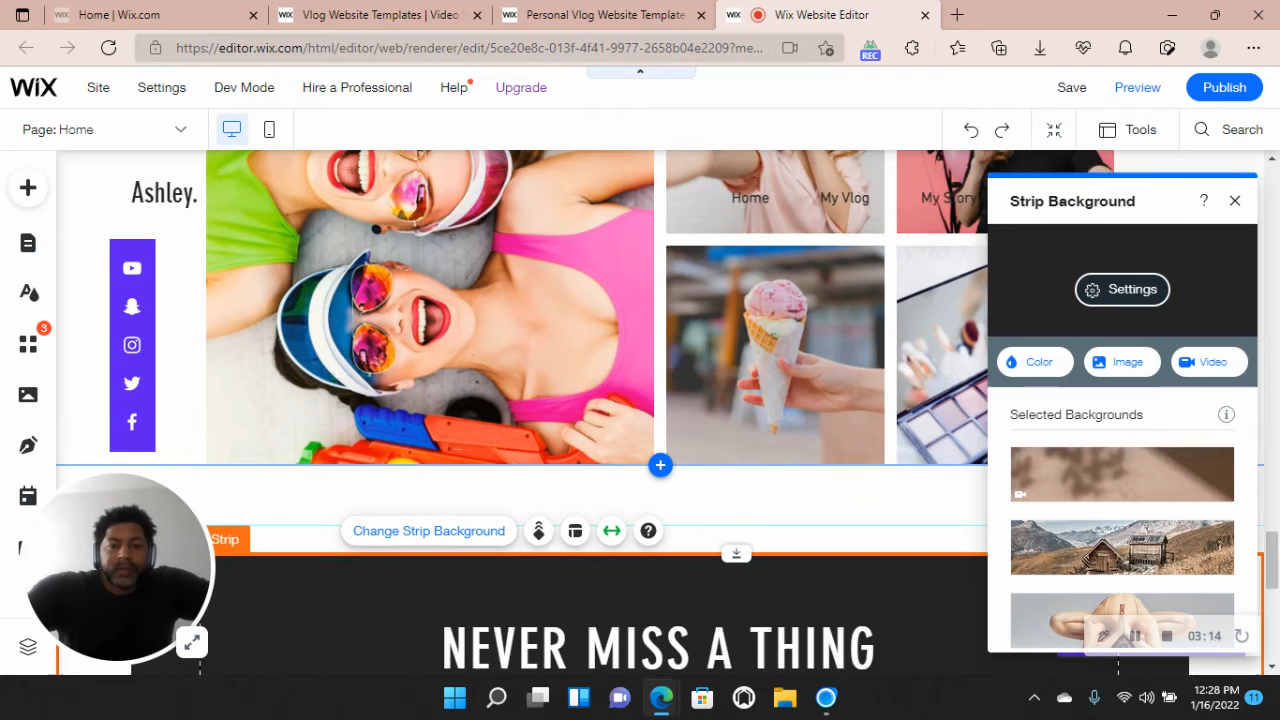 Home | Wix.com
Vlog Website Templates | Video
Personal Vlog Website Template
Wix Website Editor
https://editor.wix.com/html/editor/web/renderer/edit/5ce20e8c-013f-4f41-9977-2658b04e2209?me...
REC
WiX
Site
Settings
Dev Mode
Hire a Professional
Help
Upgrade
Save
Preview
Publish
Page: Home
Tools
Search
Ashley.
Home
My Vlog
My Story
3
Strip Background
?
Settings
Color
Image
Video
Selected Backgrounds
Strip
Change Strip Background
?
NEVER MISS A THING
03:14
12:28 PM
1/16/2022
11